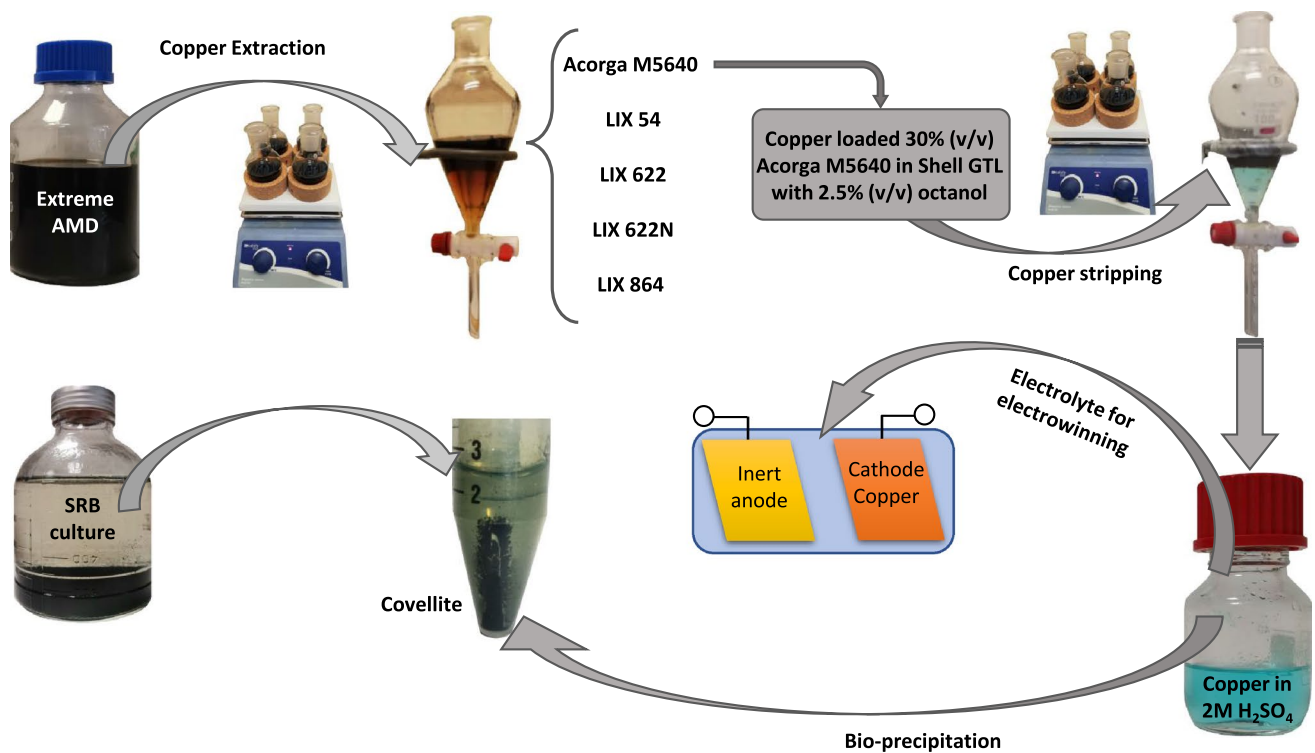 Copper Extraction
Extreme
AMD
Acorga M5640
LIX 54
LIX 622
LIX 622N
LIX 864
Copper loaded 30% (v/v)
Acorga M5640 in Shell GTL
with 2.5% (v/v) octanol
Copper stripping
Electrolyte for
electrowinning
Inert
anode
Cathode
Copper
SRB
culture
3
2
Covellite
Copper in
2M H₂SO₄
Bio-precipitation